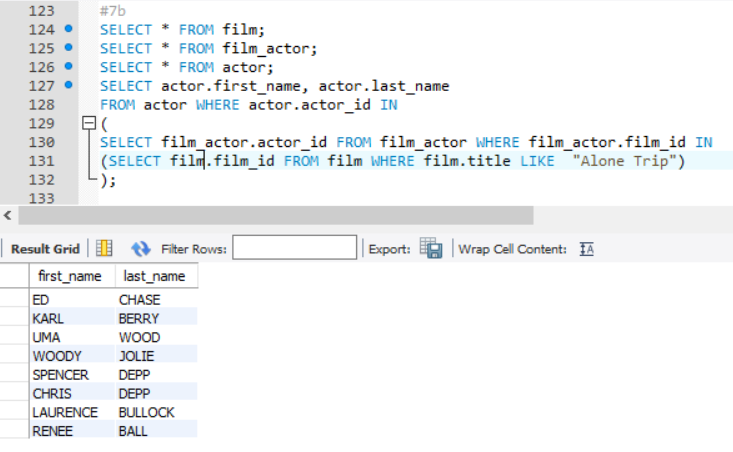 123 #7b
124 SELECT * FROM film;
125 SELECT * FROM film_actor;
126 SELECT * FROM actor;
127 SELECT actor.first_name, actor.last_name
128 FROM actor WHERE actor.actor_id IN
129 (
130 SELECT film_actor.actor_id FROM film_actor WHERE film_actor.film_id IN
131 (SELECT film.film_id FROM film WHERE film.title LIKE  "Alone Trip")
132 );
133
Result Grid Filter Rows: Export: Wrap Cell Content: IA
first_name last_name
ED CHASE
KARL BERRY
UMA WOOD
WOODY JOLIE
SPENCER DEPP
CHRIS DEPP
LAURENCE BULLOCK
RENEE BALL